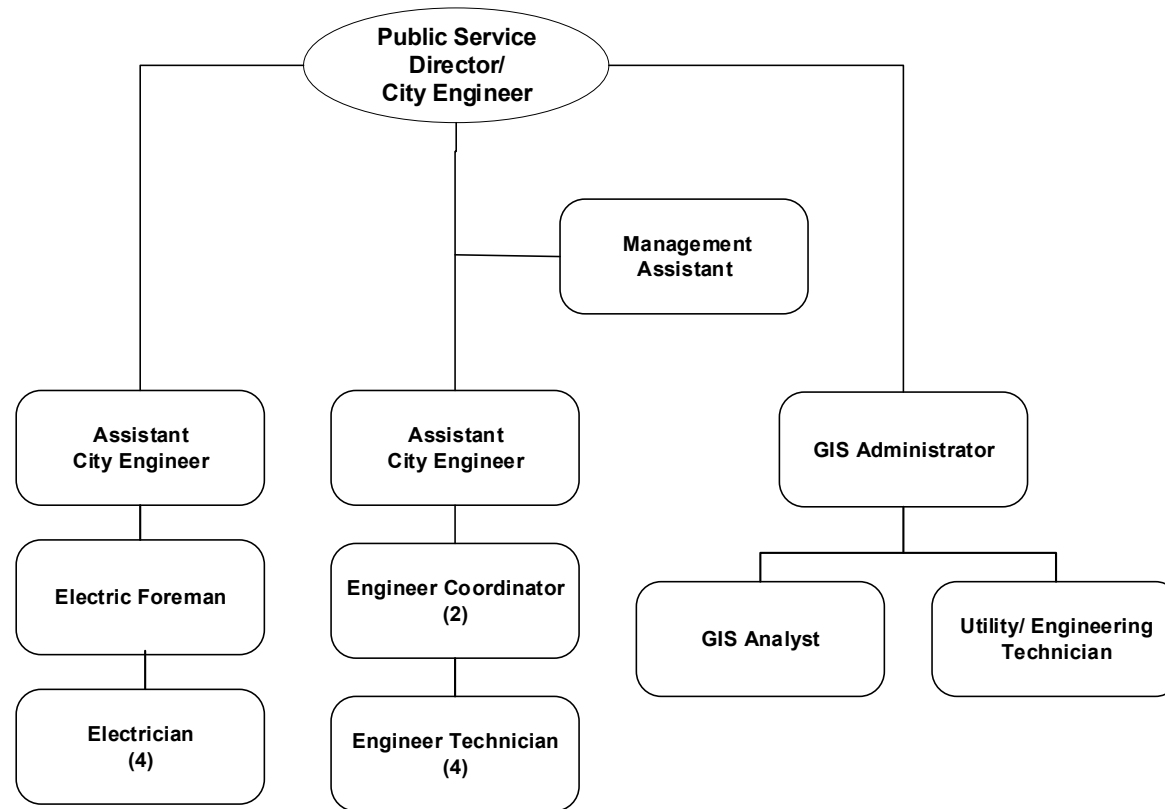 Public Service
Director/
City Engineer
Management
Assistant
Assistant
City Engineer
Assistant
City Engineer
GIS Administrator
Electric Foreman
Engineer Coordinator
(2)
GIS Analyst
Utility/ Engineering
Technician
Electrician
(4)
Engineer Technician
(4)